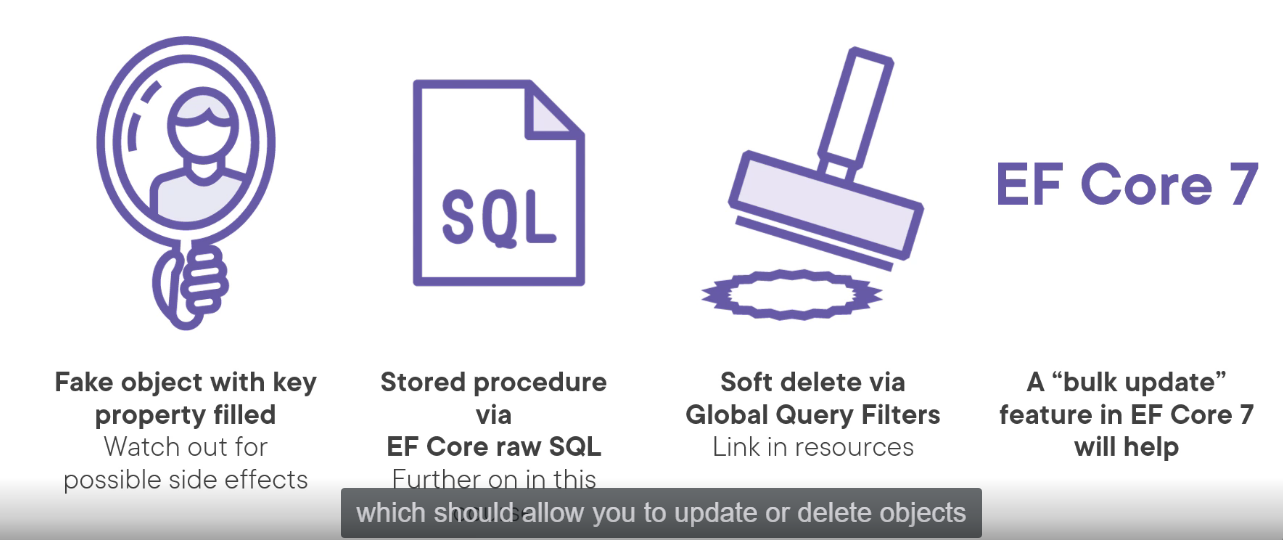 SQL
EF Core 7
Fake object with key
property filled
Watch out for
possible side effects
Stored procedure
via
EF Core raw SQL
Further on in this
Soft delete via
Global Query Filters
Link in resources
A “bulk update”
feature in EF Core 7
will help
which should allow you to update or delete objects